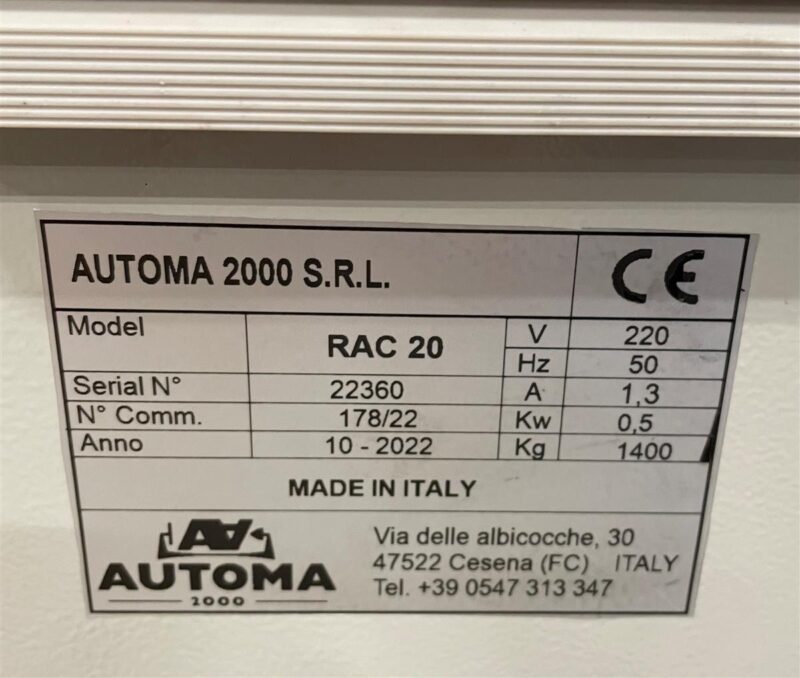 AUTOMA 2000 S.R.L. CE
Model RAC 20 V 220
Hz 50
Serial N° 22360 A 1,3
N° Comm. 178/22 Kw 0,5
Anno 10 - 2022 Kg 1400
MADE IN ITALY
AA
AUTOMA
2000
Via delle albicocche, 30
47522 Cesena (FC) ITALY
Tel. +39 0547 313 347